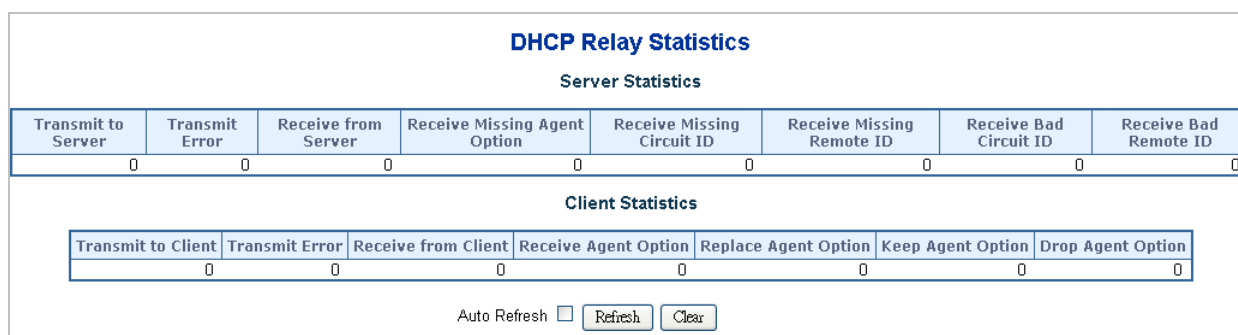 DHCP Relay Statistics
Server Statistics
Transmit to Server Transmit Error Receive from Server Receive Missing Agent Option Receive Missing Circuit ID Receive Missing Remote ID Receive Bad Circuit ID Receive Bad Remote ID
0 0 0 0 0 0 0 0
Client Statistics
Transmit to Client Transmit Error Receive from Client Receive Agent Option Replace Agent Option Keep Agent Option Drop Agent Option
0 0 0 0 0 0 0
Auto Refresh Refresh Clear